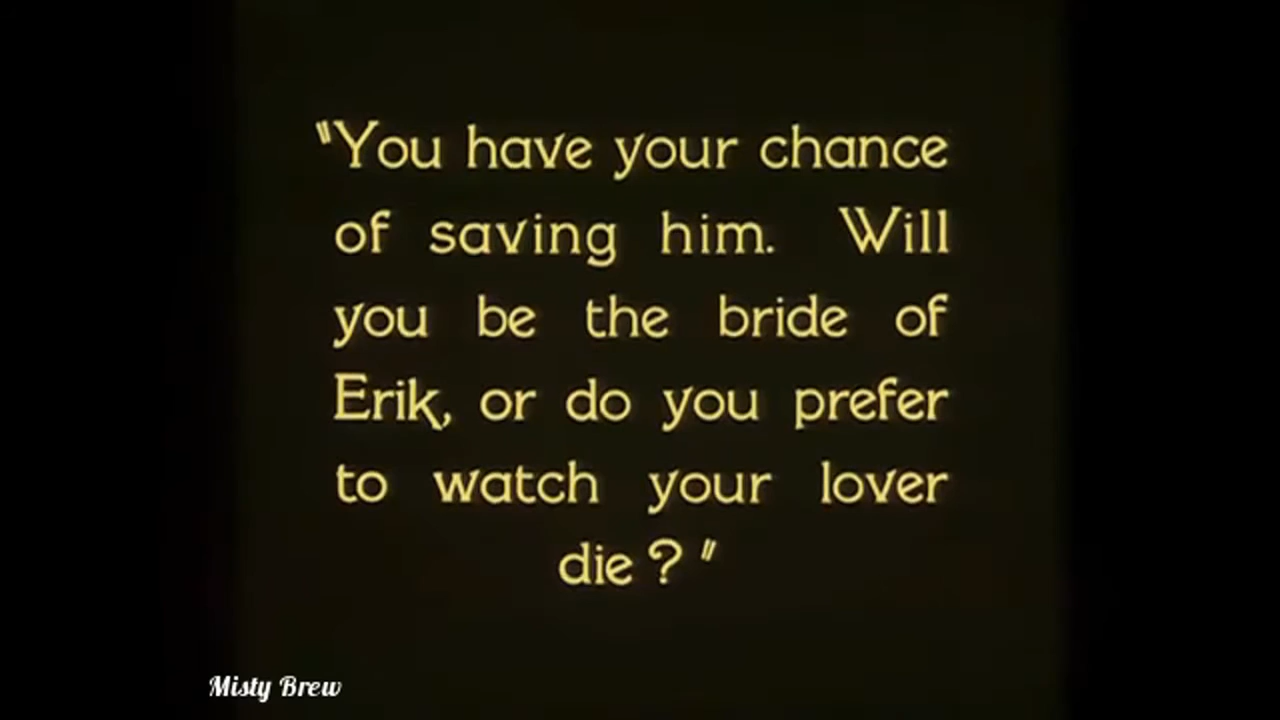 "You have your chance
of saving him. Will
you be the bride of
Erik, or do you prefer
to watch your lover
die?"
Misty Brew